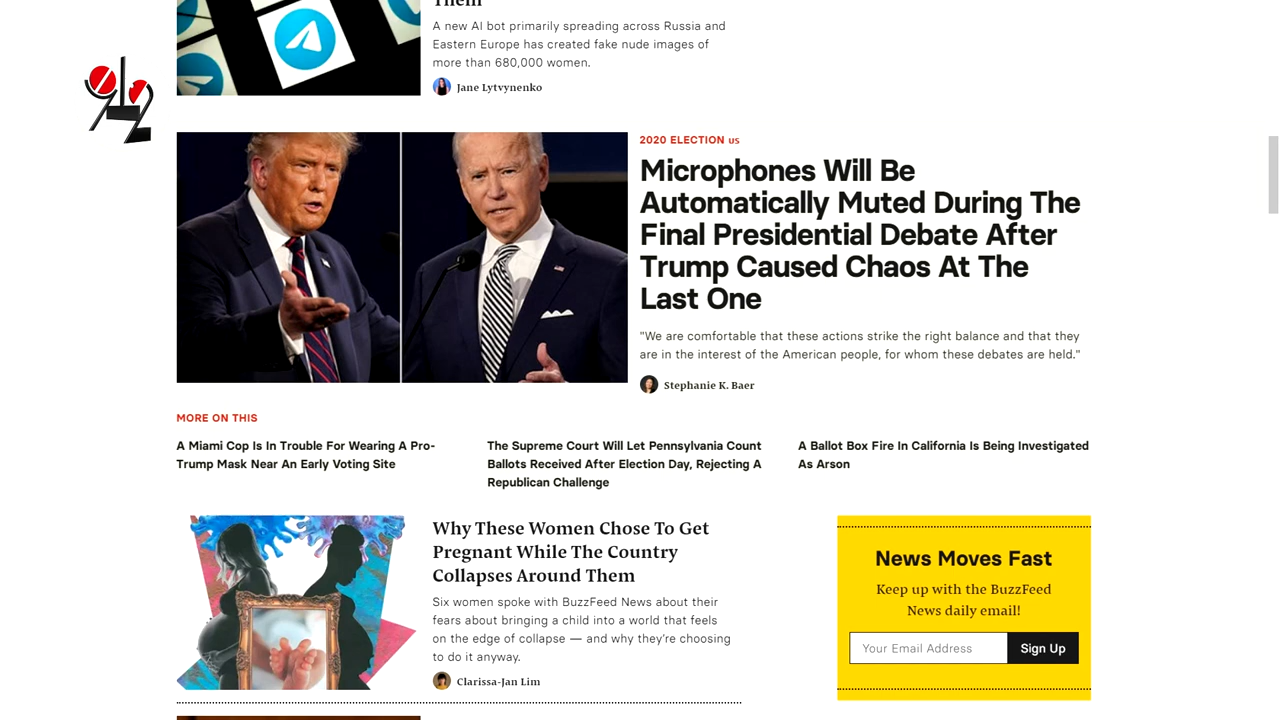 Them
A new AI bot primarily spreading across Russia and
Eastern Europe has created fake nude images of
more than 680,000 women.
Jane Lytvynenko
2020 ELECTION US
Microphones Will Be
Automatically Muted During The
Final Presidential Debate After
Trump Caused Chaos At The
Last One
"We are comfortable that these actions strike the right balance and that they
are in the interest of the American people, for whom these debates are held."
Stephanie K. Baer
MORE ON THIS
A Miami Cop Is In Trouble For Wearing A Pro-
Trump Mask Near An Early Voting Site
The Supreme Court Will Let Pennsylvania Count
Ballots Received After Election Day, Rejecting A
Republican Challenge
A Ballot Box Fire In California Is Being Investigated
As Arson
Why These Women Chose To Get
Pregnant While The Country
Collapses Around Them
Six women spoke with BuzzFeed News about their
fears about bringing a child into a world that feels
on the edge of collapse — and why they’re choosing
to do it anyway.
Clarissa-Jan Lim
News Moves Fast
Keep up with the BuzzFeed
News daily email!
Your Email Address
Sign Up